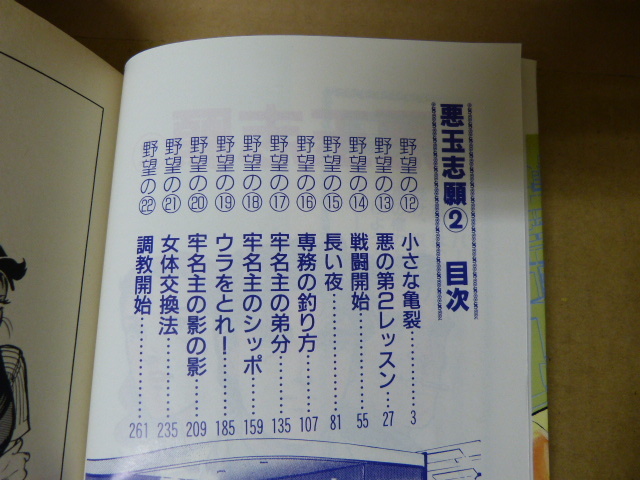 悪玉志願② 目次
野望の⑫ 小さな亀裂………3
野望の⑬ 悪の第2レッスン………27
野望の⑭ 戦闘開始………55
野望の⑮ 長い夜………81
野望の⑯ 専務の釣り方………107
野望の⑰ 牢名主の弟分………135
野望の⑱ 牢名主のシッポ………159
野望の⑲ ウラをとれ!………185
野望の⑳ 牢名主の影の影………209
野望の㉑ 女体交換法………235
野望の㉒ 調教開始………261